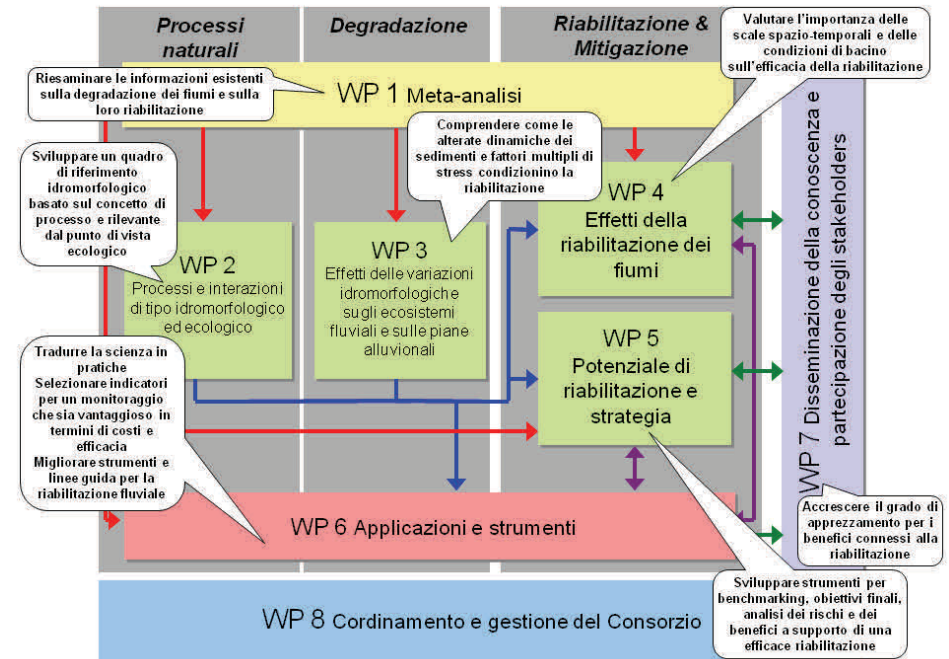 Processi
naturali
Degradazione
Riabilitazione &
Mitigazione
Valutare l'importanza delle
scale spazio-temporali e delle
condizioni di bacino
sull'efficacia della riabilitazione
Riesaminare le informazioni esistenti
sulla degradazione dei fiumi e sulla
loro riabilitazione
WP 1 Meta-analisi
Comprendere come le
alterate dinamiche dei
sedimenti e fattori multipli di
stress condizionino la
riabilitazione
Sviluppare un quadro
di riferimento
idromorfologico
basato sul concetto di
processo e rilevante
dal punto di vista
ecologico
WP 2
Processi e interazioni
di tipo idromorfologico
ed ecologico
WP 3
Effetti delle variazioni
idromorfologiche e
sugli ecosistemi
fluviali e sulle piane
alluvionali
WP 4
Effetti della
riabilitazione dei
fiumi
WP 5
Potenziale di
riabilitazione e
strategia
WP 7 Disseminazione della conoscenza e
partecipazione degli stakeholders
Tradurre la scienza in
pratiche
Selezionare indicatori
per un monitoraggio
che sia vantaggioso in
termini di costi e
efficacia
Migliorare strumenti e
linee guida per la
riabilitazione fluviale
WP 6 Applicazioni e strumenti
Accrescere il grado di
apprezzamento per i
benefici connessi alla
riabilitazione
Sviluppare strumenti per
benchmarking, obiettivi finali,
analisi dei rischi e dei
benefici a supporto di una
efficace riabilitazione
WP 8 Cordinamento e gestione del Consorzio